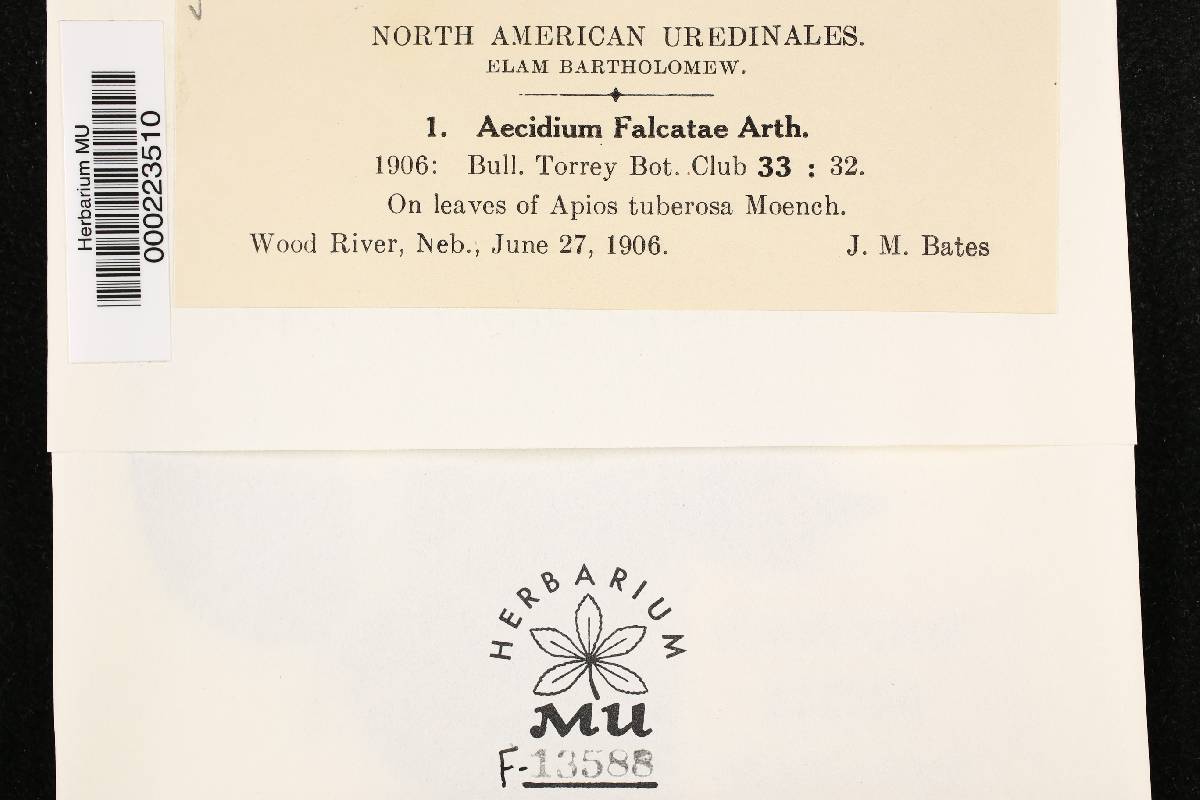 NORTH AMERICAN UREDINALES.
ELAM BARTHOLOMEW.
1. Aecidium Falcatae Arth.
1906: Bull. Torrey Bot. Club 33 : 32.
On leaves of Apios tuberosa Moench.
Wood River, Neb., June 27, 1906. J. M. Bates
Herbarium MU
000223510
HERBARIUM
MU
F-13588